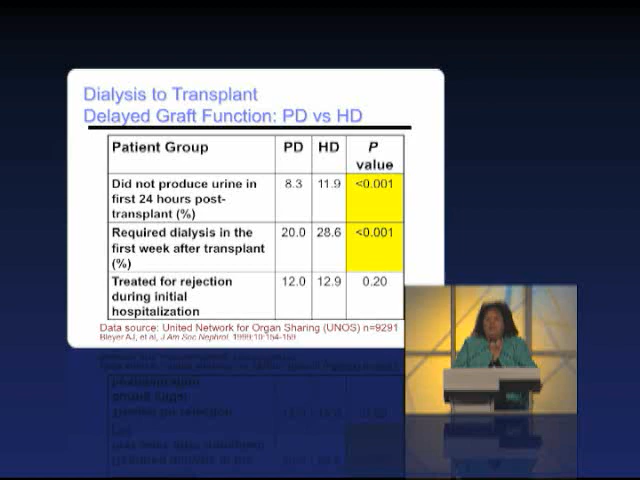 Dialysis to Transplant
Delayed Graft Function: PD vs HD
Patient Group PD HD P value
Did not produce urine in 8.3 11.9 <0.001
first 24 hours post-
transplant (%)
Required dialysis in the 20.0 28.6 <0.001
first week after transplant
(%)
Treated for rejection 12.0 12.9 0.20
during initial
hospitalization
Data source: United Network for Organ Sharing (UNOS) n=9291
Bleyer AJ, et al, J Am Soc Nephrol. 1999;10:154-159